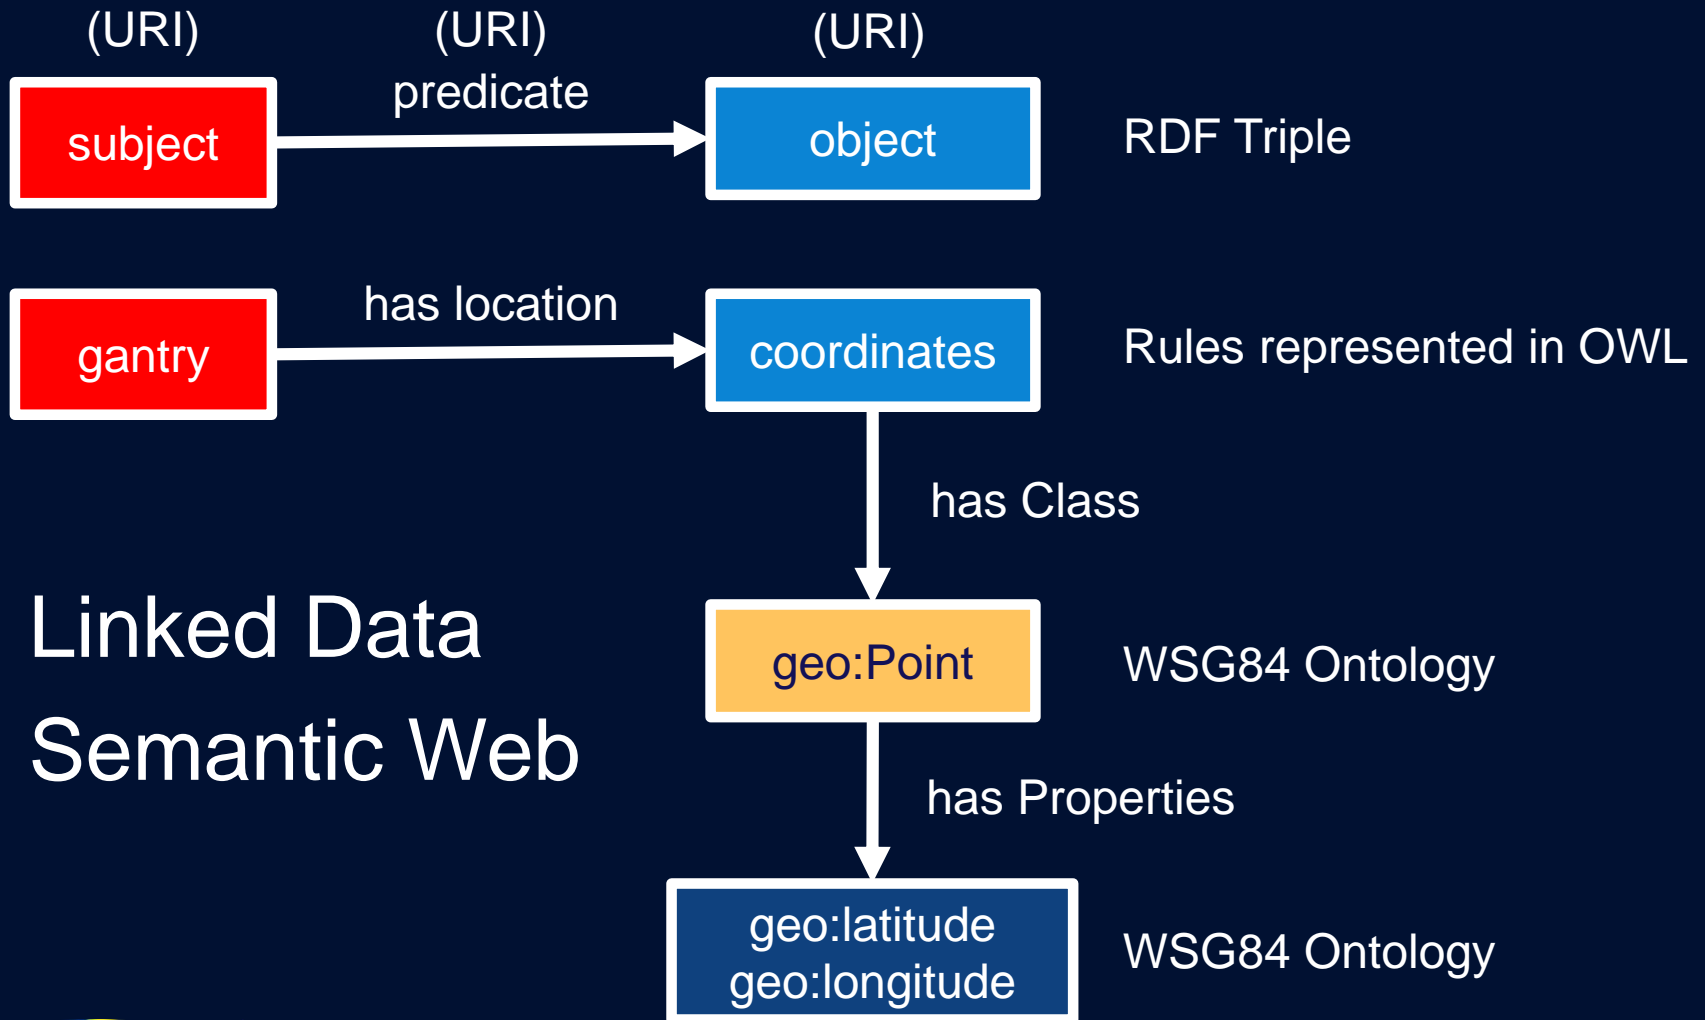 (URI) (URI) (URI)
predicate
subject object RDF Triple
has location
gantry coordinates Rules represented in OWL
has Class
Linked Data
geo:Point WSG84 Ontology
Semantic Web
has Properties
geo:latitude
geo:longitude
WSG84 Ontology